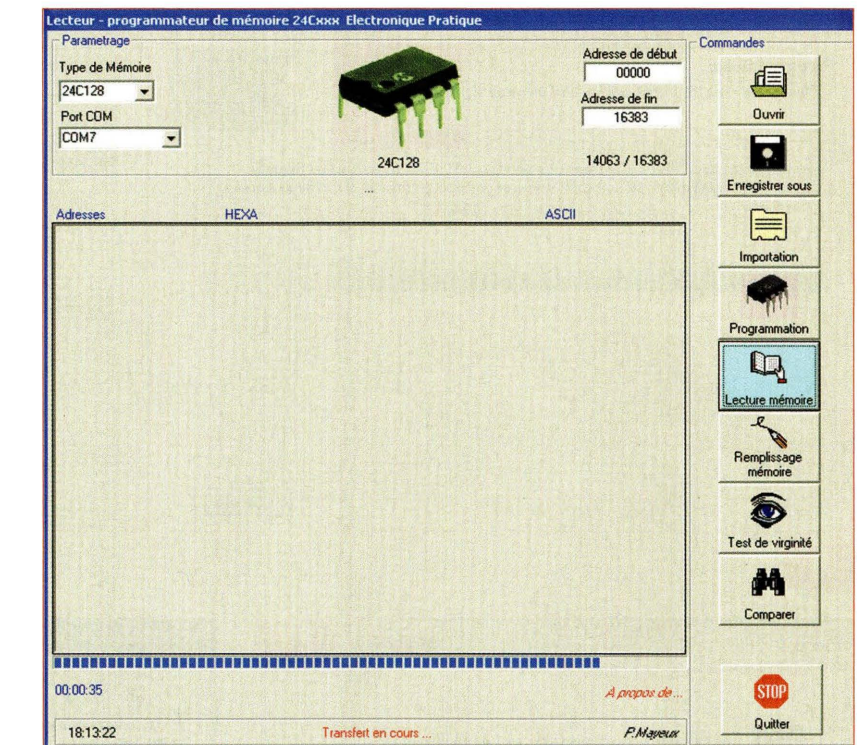 Lecteur - programmateur de mémoire 24Cxxx Electronique Pratique
Parametrage
Type de Mémoire
24C128
Port COM
COM7
24C128
Adresse de début
00000
Adresse de fin
16383
14063 / 16383
...
Adresses HEXA ASCII
00:00:35
A propos de ...
18:13:22 Transfert en cours ... P.Mayeux
Commandes
Ouvrir
Enregistrer sous
Importation
Programmation
Lecture mémoire
Remplissage
mémoire
Test de virginité
Comparer
STOP
Quitter